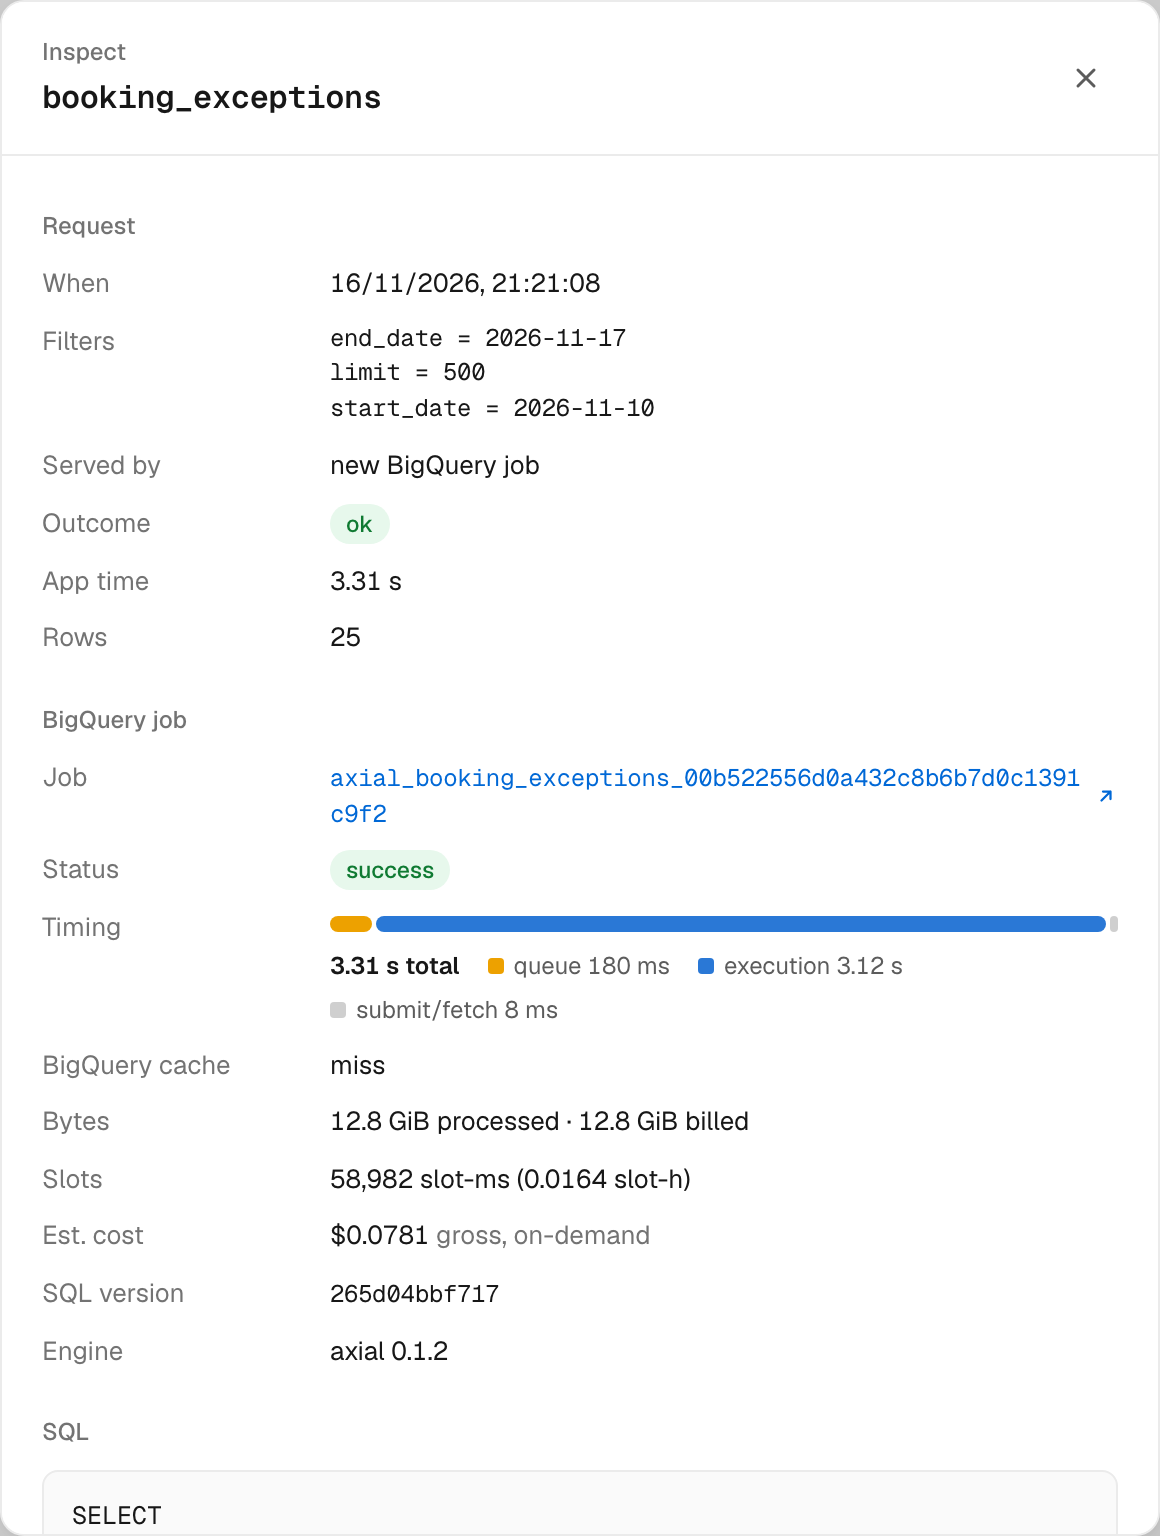 Inspect
booking_exceptions
Request
When 16/11/2026, 21:21:08
Filters end_date = 2026-11-17
limit = 500
start_date = 2026-11-10
Served by new BigQuery job
Outcome ok
App time 3.31 s
Rows 25
BigQuery job
Job axial_booking_exceptions_00b522556d0a432c8b6b7d0c1391
c9f2
Status success
Timing
3.31 s total queue 180 ms execution 3.12 s
submit/fetch 8 ms
BigQuery cache miss
Bytes 12.8 GiB processed · 12.8 GiB billed
Slots 58,982 slot-ms (0.0164 slot-h)
Est. cost $0.0781 gross, on-demand
SQL version 265d04bbf717
Engine axial 0.1.2
SQL
SELECT